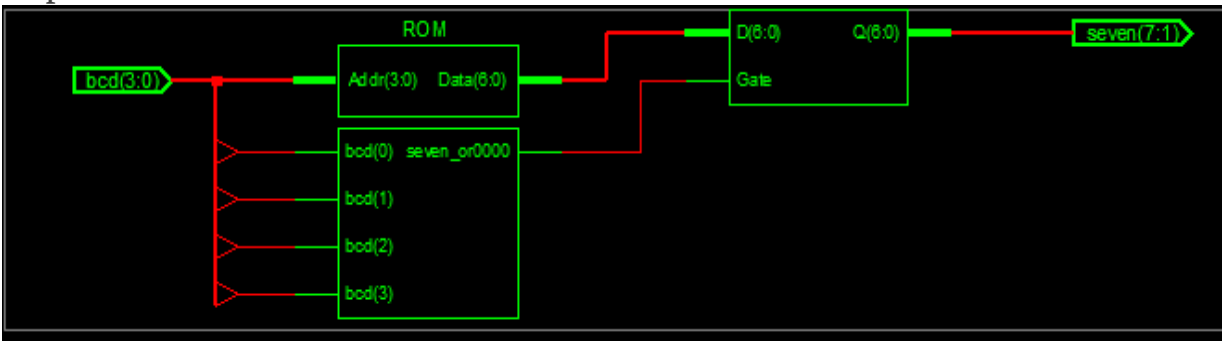 ROM
D(6:0) Q(6:0)
seven(7:1)
bcd(3:0)
Addr(3:0) Data(6:0)
Gate
bcd(0) seven_or0000
bcd(1)
bcd(2)
bcd(3)